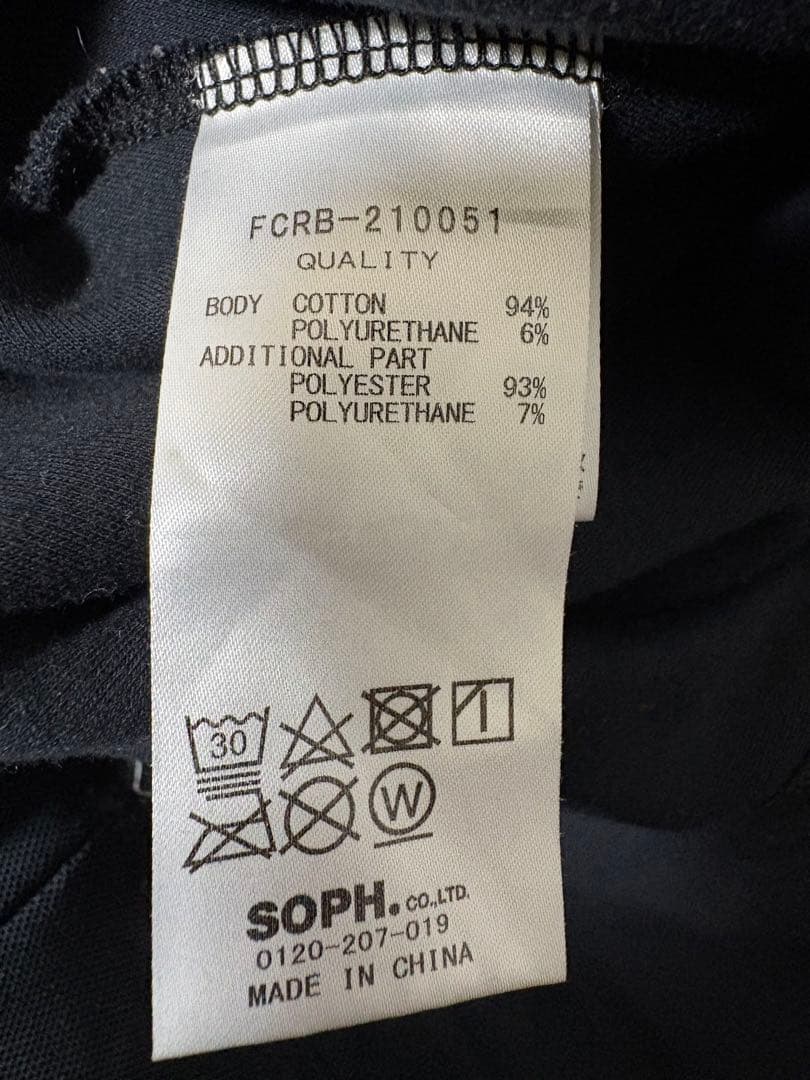 FCRB-210051
QUALITY
BODY COTTON 94%
POLYURETHANE 6%
ADDITIONAL PART
POLYESTER 93%
POLYURETHANE 7%
30
W
SOPH. CO.,LTD.
0120-207-019
MADE IN CHINA